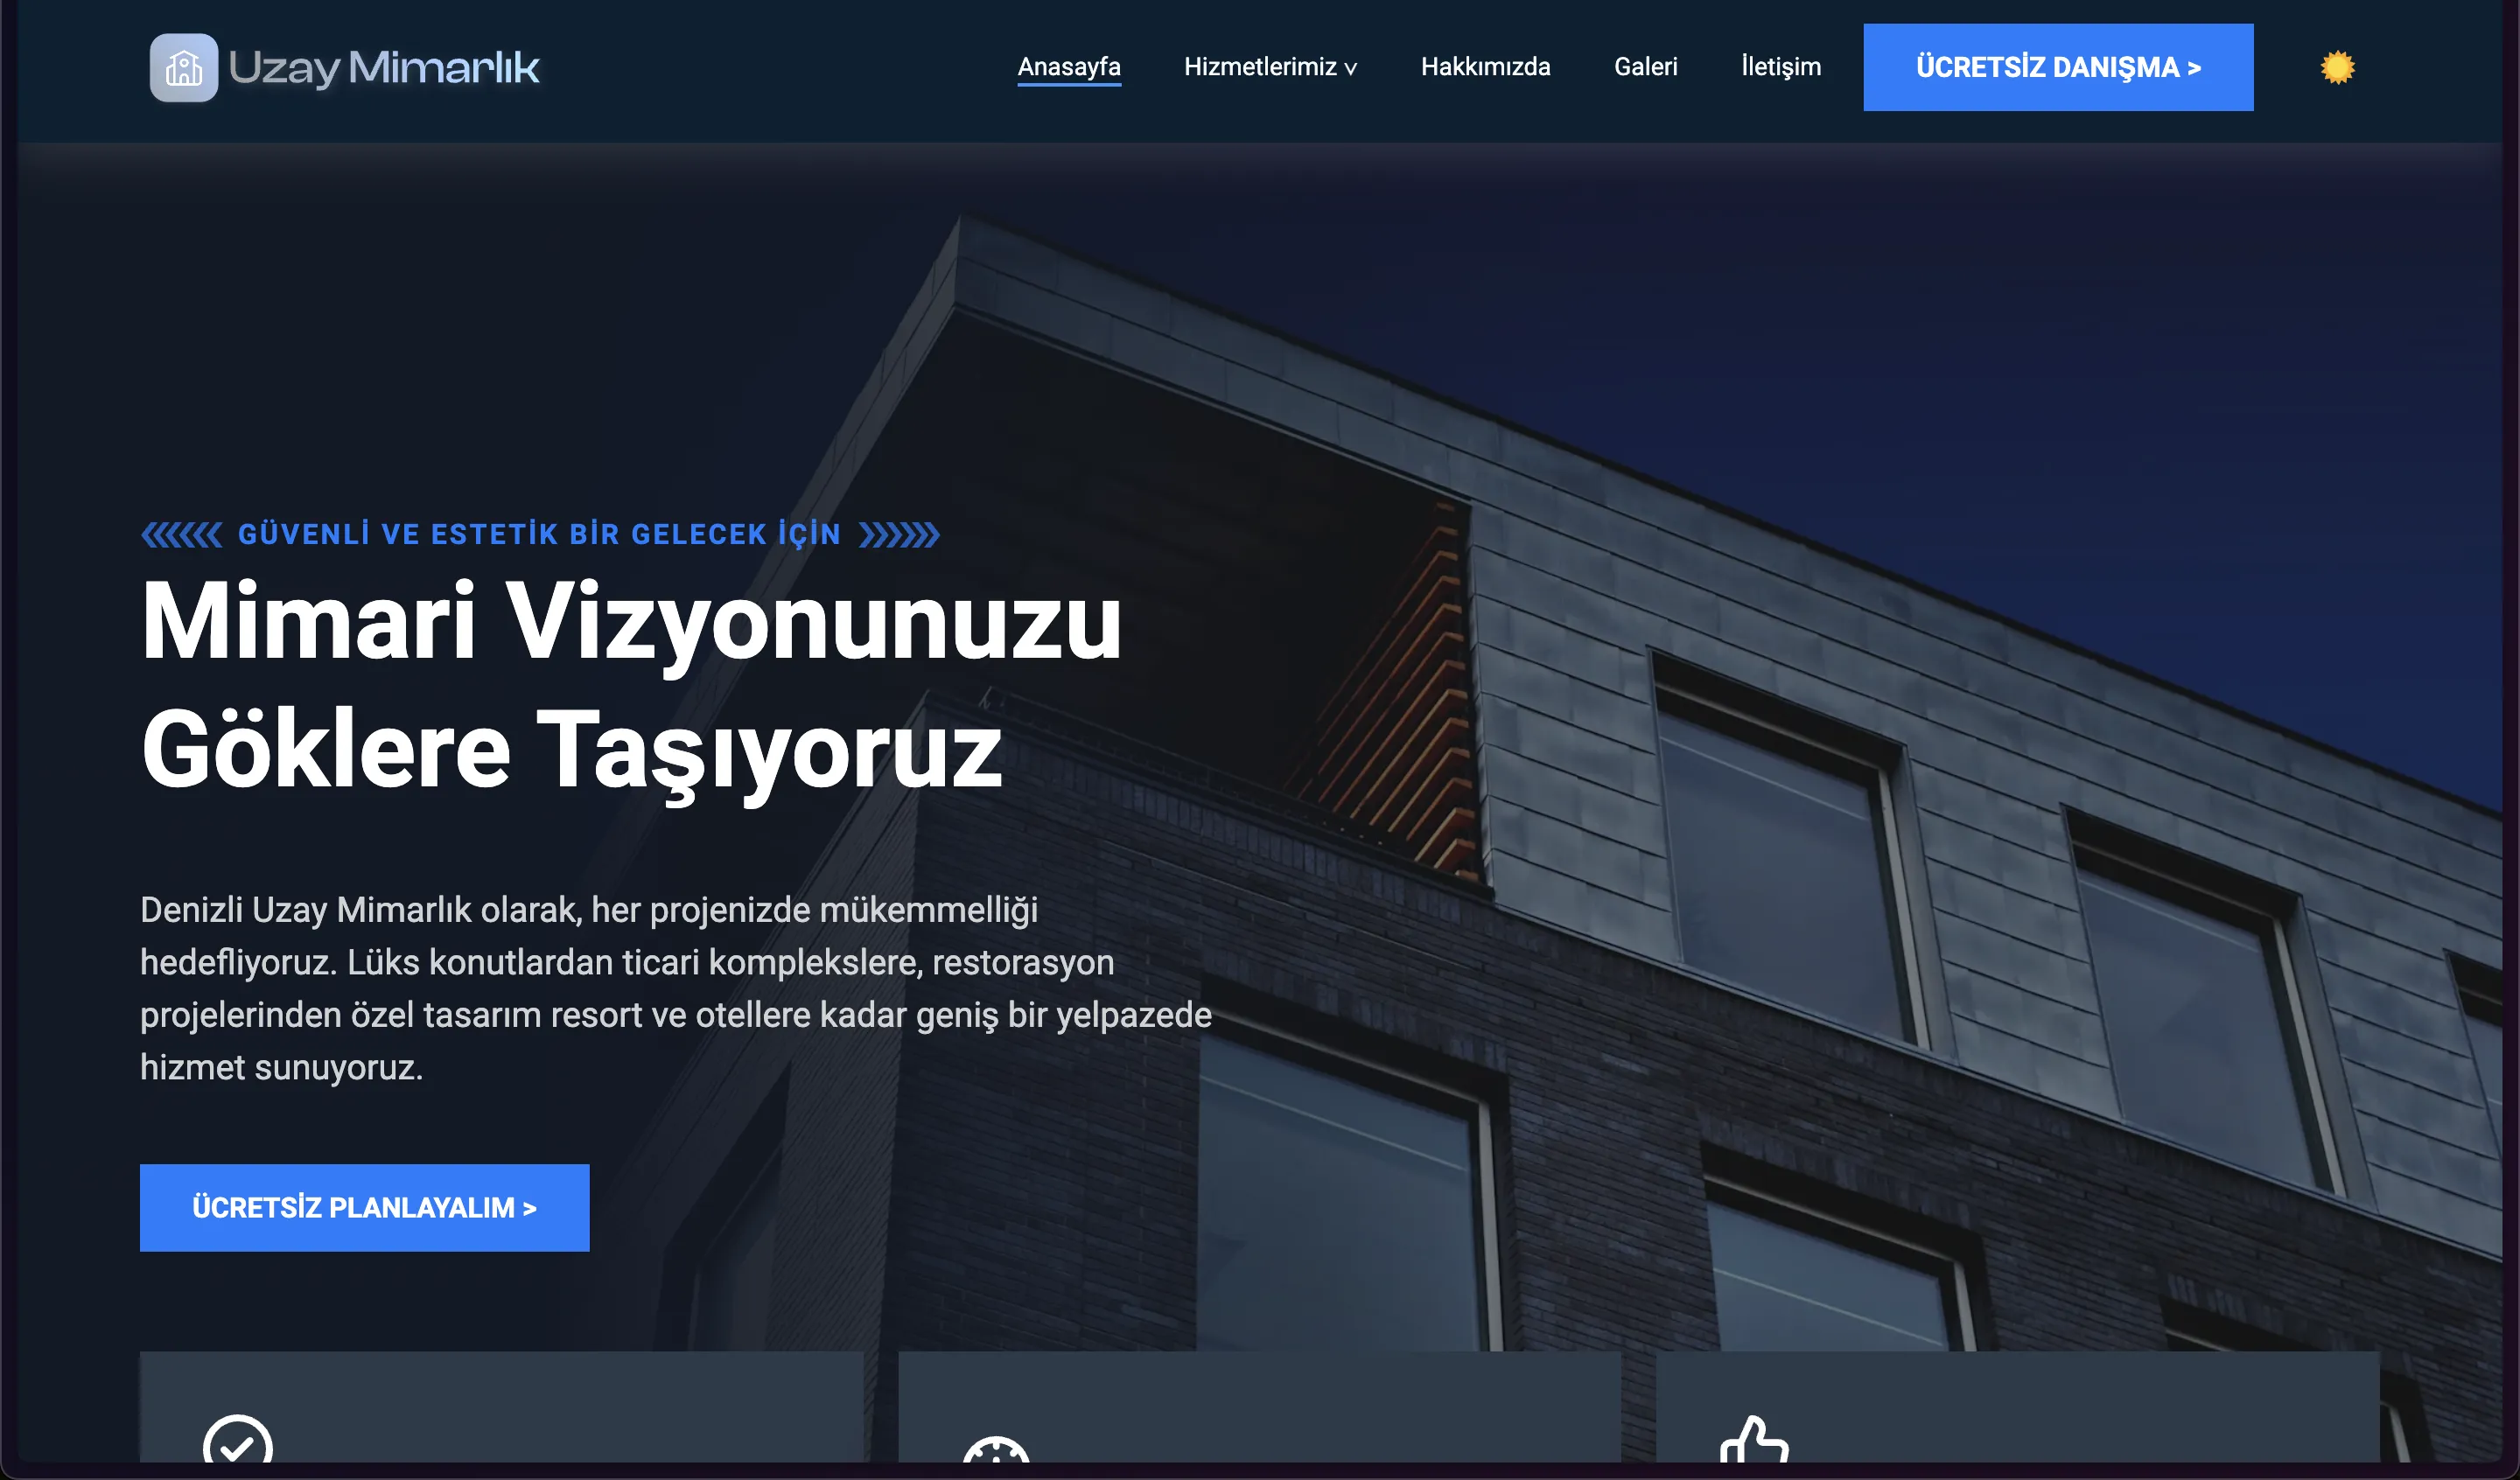 Uzay Mimarlık
Anasayfa
Hizmetlerimiz v
Hakkımızda
Galeri
İletişim
ÜCRETSİZ DANIŞMA >
GÜVENLİ VE ESTETİK BİR GELECEK İÇİN
Mimari Vizyonunuzu
Göklere Taşıyoruz
Denizli Uzay Mimarlık olarak, her projenizde mükemmelliği
hedefliyoruz. Lüks konutlardan ticari komplekslere, restorasyon
projelerinden özel tasarım resort ve otellere kadar geniş bir yelpazede
hizmet sunuyoruz.
ÜCRETSİZ PLANLAYALIM >